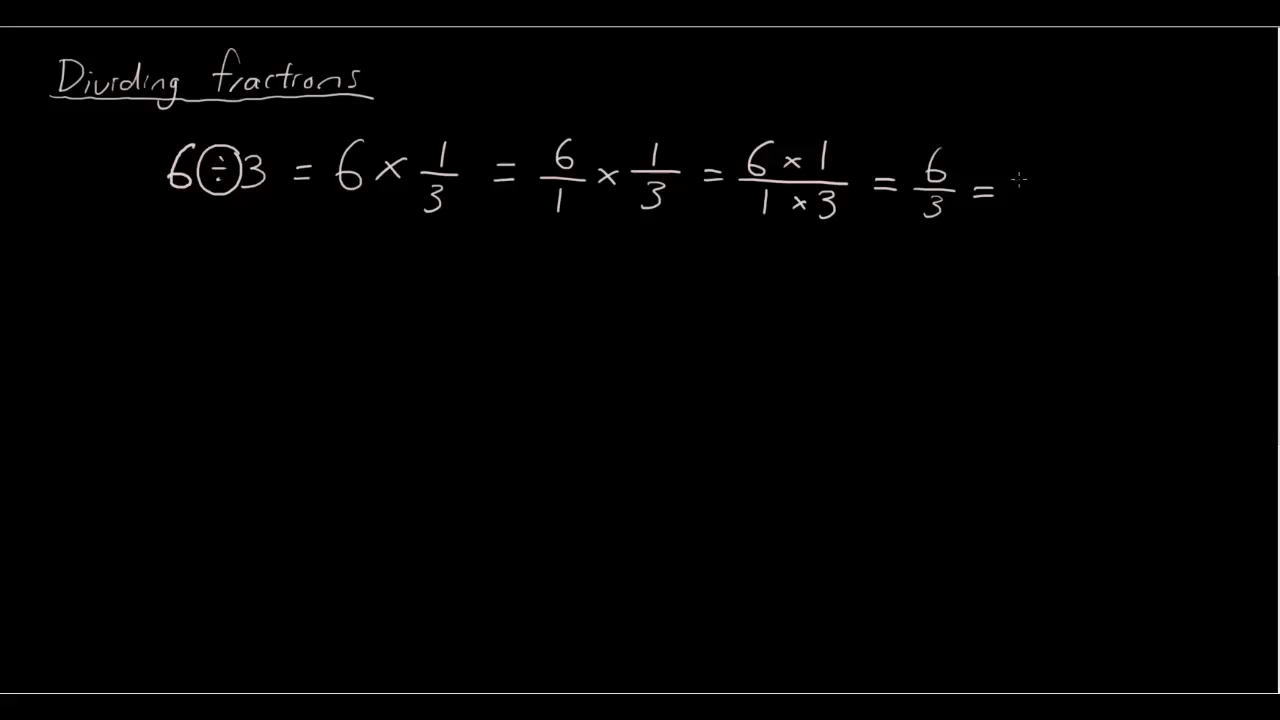 Dividing fractions
6 ÷ 3 = 6 × 1/3 = 6/1 × 1/3 = 6 × 1/1 × 3 = 6/3 =